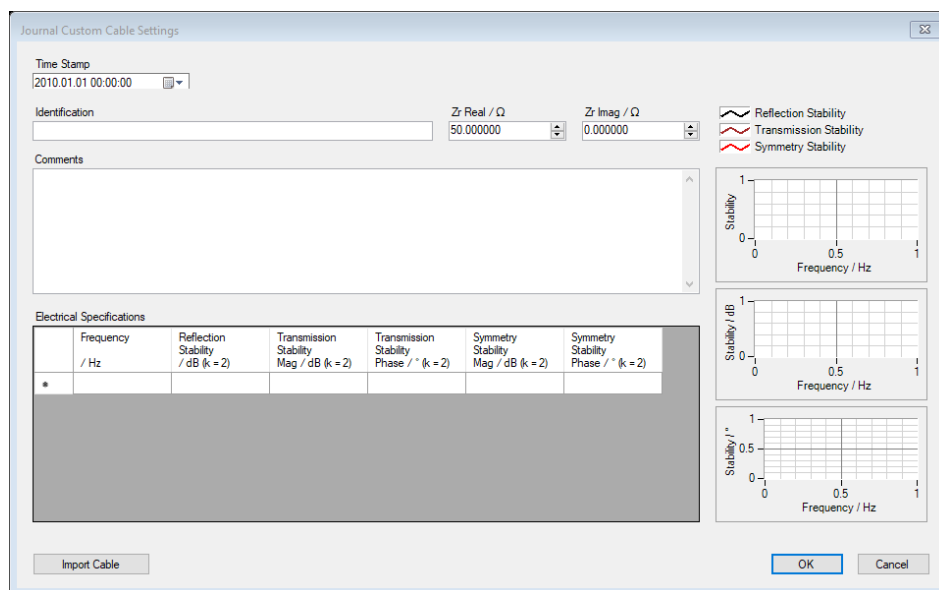 Journal Custom Cable Settings
Time Stamp
2010.01.01 00:00:00
Identification
Zr Real / Ω
Zr Imag / Ω
50.000000
0.000000
Reflection Stability
Transmission Stability
Symmetry Stability
Comments
1
Stability
0
0 0.5 1
Frequency / Hz
1
Stability / dB
0
0 0.5 1
Frequency / Hz
1
Stability / °
0.5
0
0 0.5 1
Frequency / Hz
Electrical Specifications
Frequency
/ Hz
Reflection
Stability
/ dB (k = 2)
Transmission
Stability
Mag / dB (k = 2)
Transmission
Stability
Phase / ° (k = 2)
Symmetry
Stability
Mag / dB (k = 2)
Symmetry
Stability
Phase / ° (k = 2)
*
Import Cable
OK
Cancel